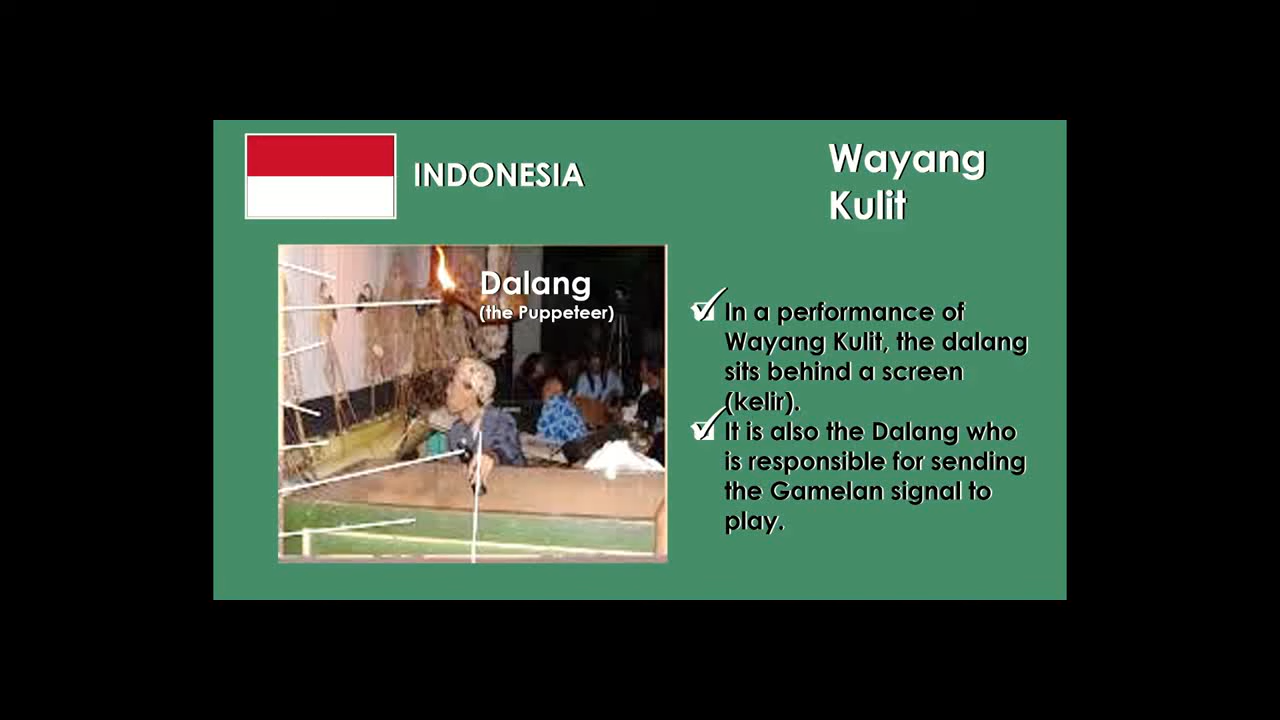 INDONESIA
Wayang
Kulit
Dalang
(the Puppeteer)
In a performance of
Wayang Kulit, the dalang
sits behind a screen
(kelir).
It is also the Dalang who
is responsible for sending
the Gamelan signal to
play.